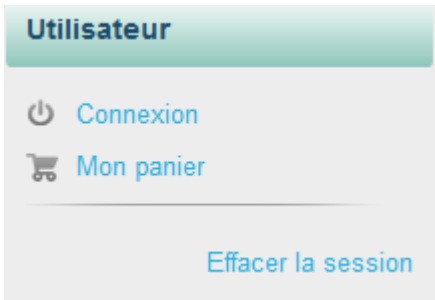 Utilisateur
Connexion
Mon panier
Effacer la session